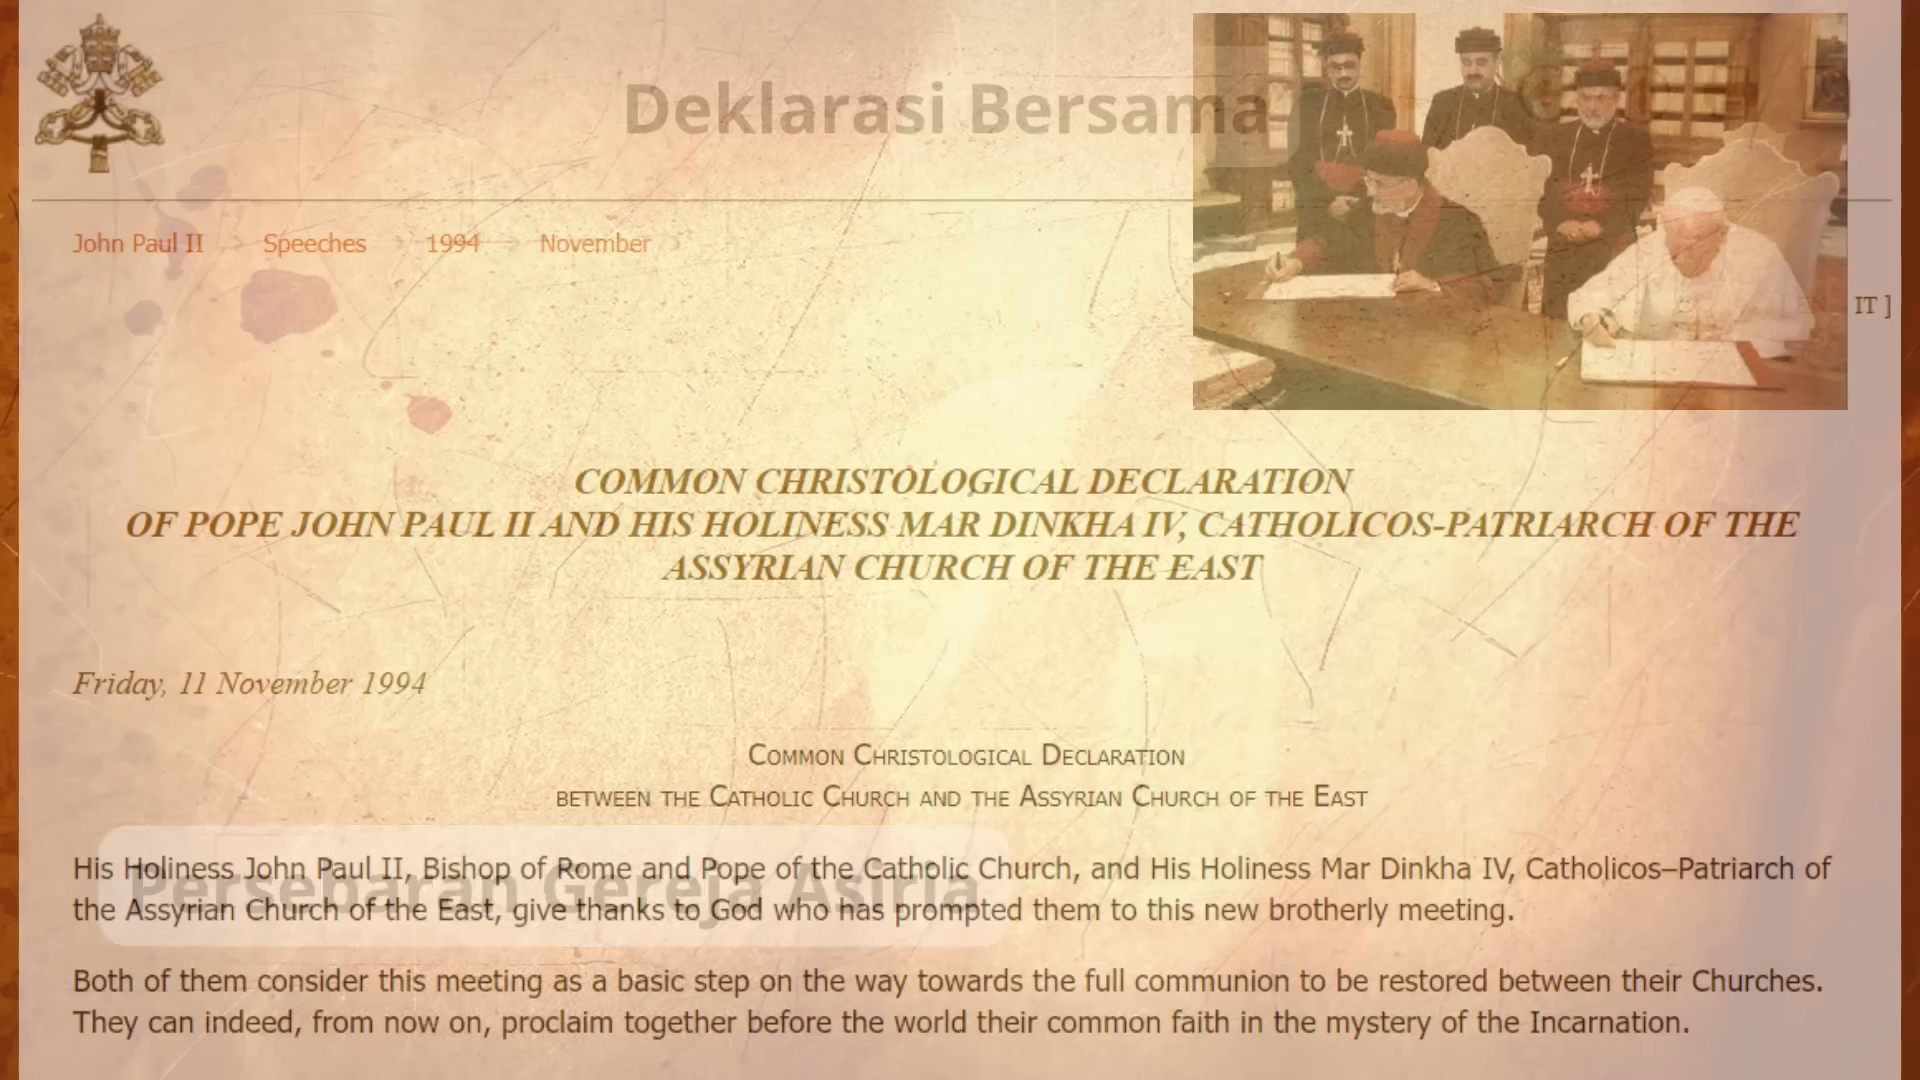 Deklarasi Bersama
John Paul II
Speeches
1994
November
IT ]
COMMON CHRISTOLOGICAL DECLARATION
OF POPE JOHN PAUL II AND HIS HOLINESS MAR DINKHA IV, CATHOLICOS-PATRIARCH OF THE
ASSYRIAN CHURCH OF THE EAST
Friday, 11 November 1994
COMMON CHRISTOLOGICAL DECLARATION
BETWEEN THE CATHOLIC CHURCH AND THE ASSYRIAN CHURCH OF THE EAST
His Holiness John Paul II, Bishop of Rome and Pope of the Catholic Church, and His Holiness Mar Dinkha IV, Catholicos–Patriarch of
Persebaran Gereja Asiria
the Assyrian Church of the East, give thanks to God who has prompted them to this new brotherly meeting.
Both of them consider this meeting as a basic step on the way towards the full communion to be restored between their Churches.
They can indeed, from now on, proclaim together before the world their common faith in the mystery of the Incarnation.